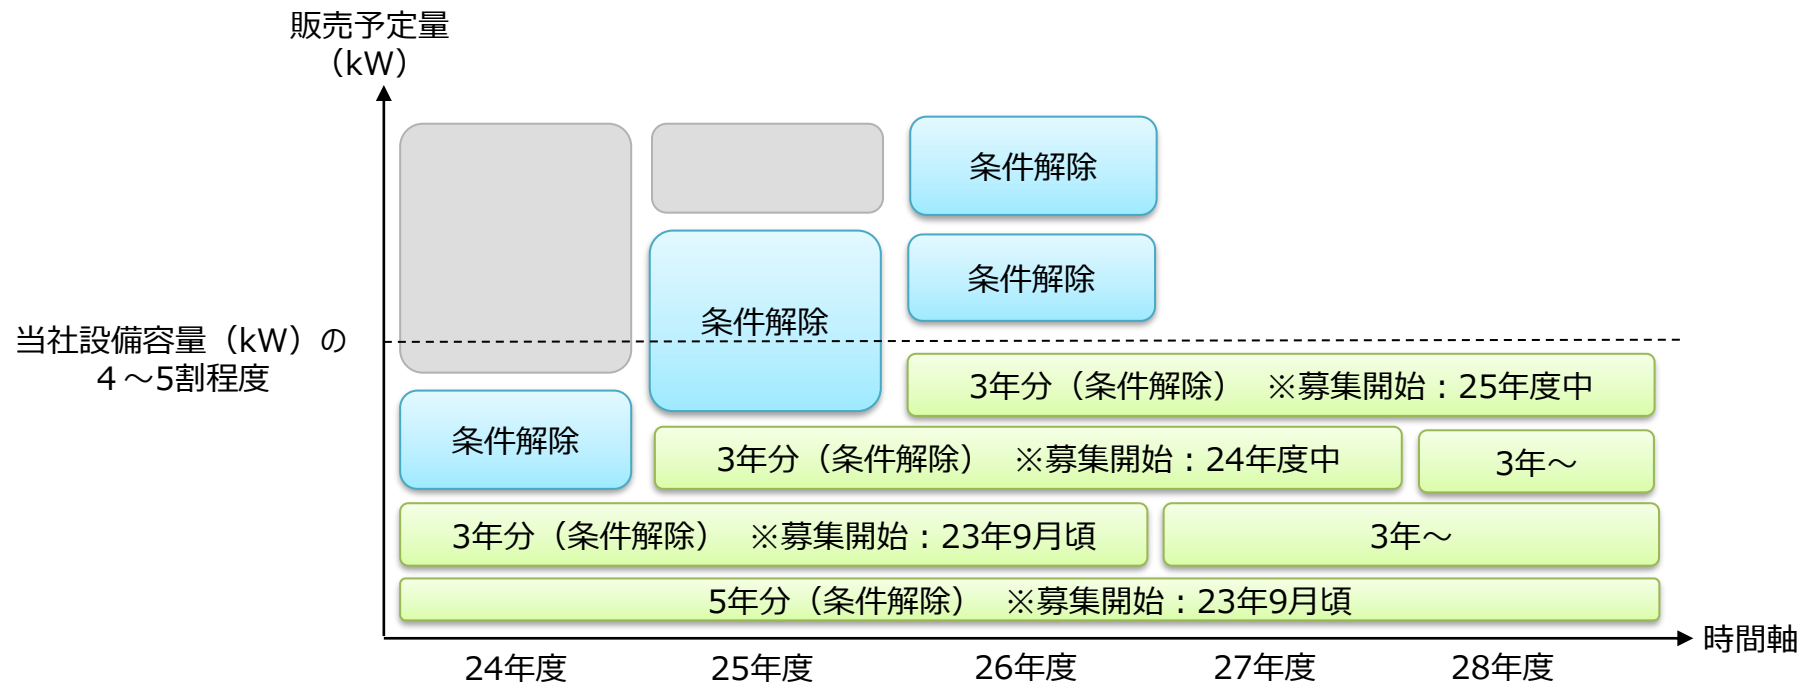 販売予定量
（kW）
条件解除
条件解除
条件解除
当社設備容量（kW）の
４～5割程度
3年分（条件解除）　※募集開始：25年度中
条件解除
3年分（条件解除）　※募集開始：24年度中
3年～
3年分（条件解除）　※募集開始：23年9月頃
3年～
5年分（条件解除）　※募集開始：23年9月頃
時間軸
24年度
25年度
26年度
27年度
28年度